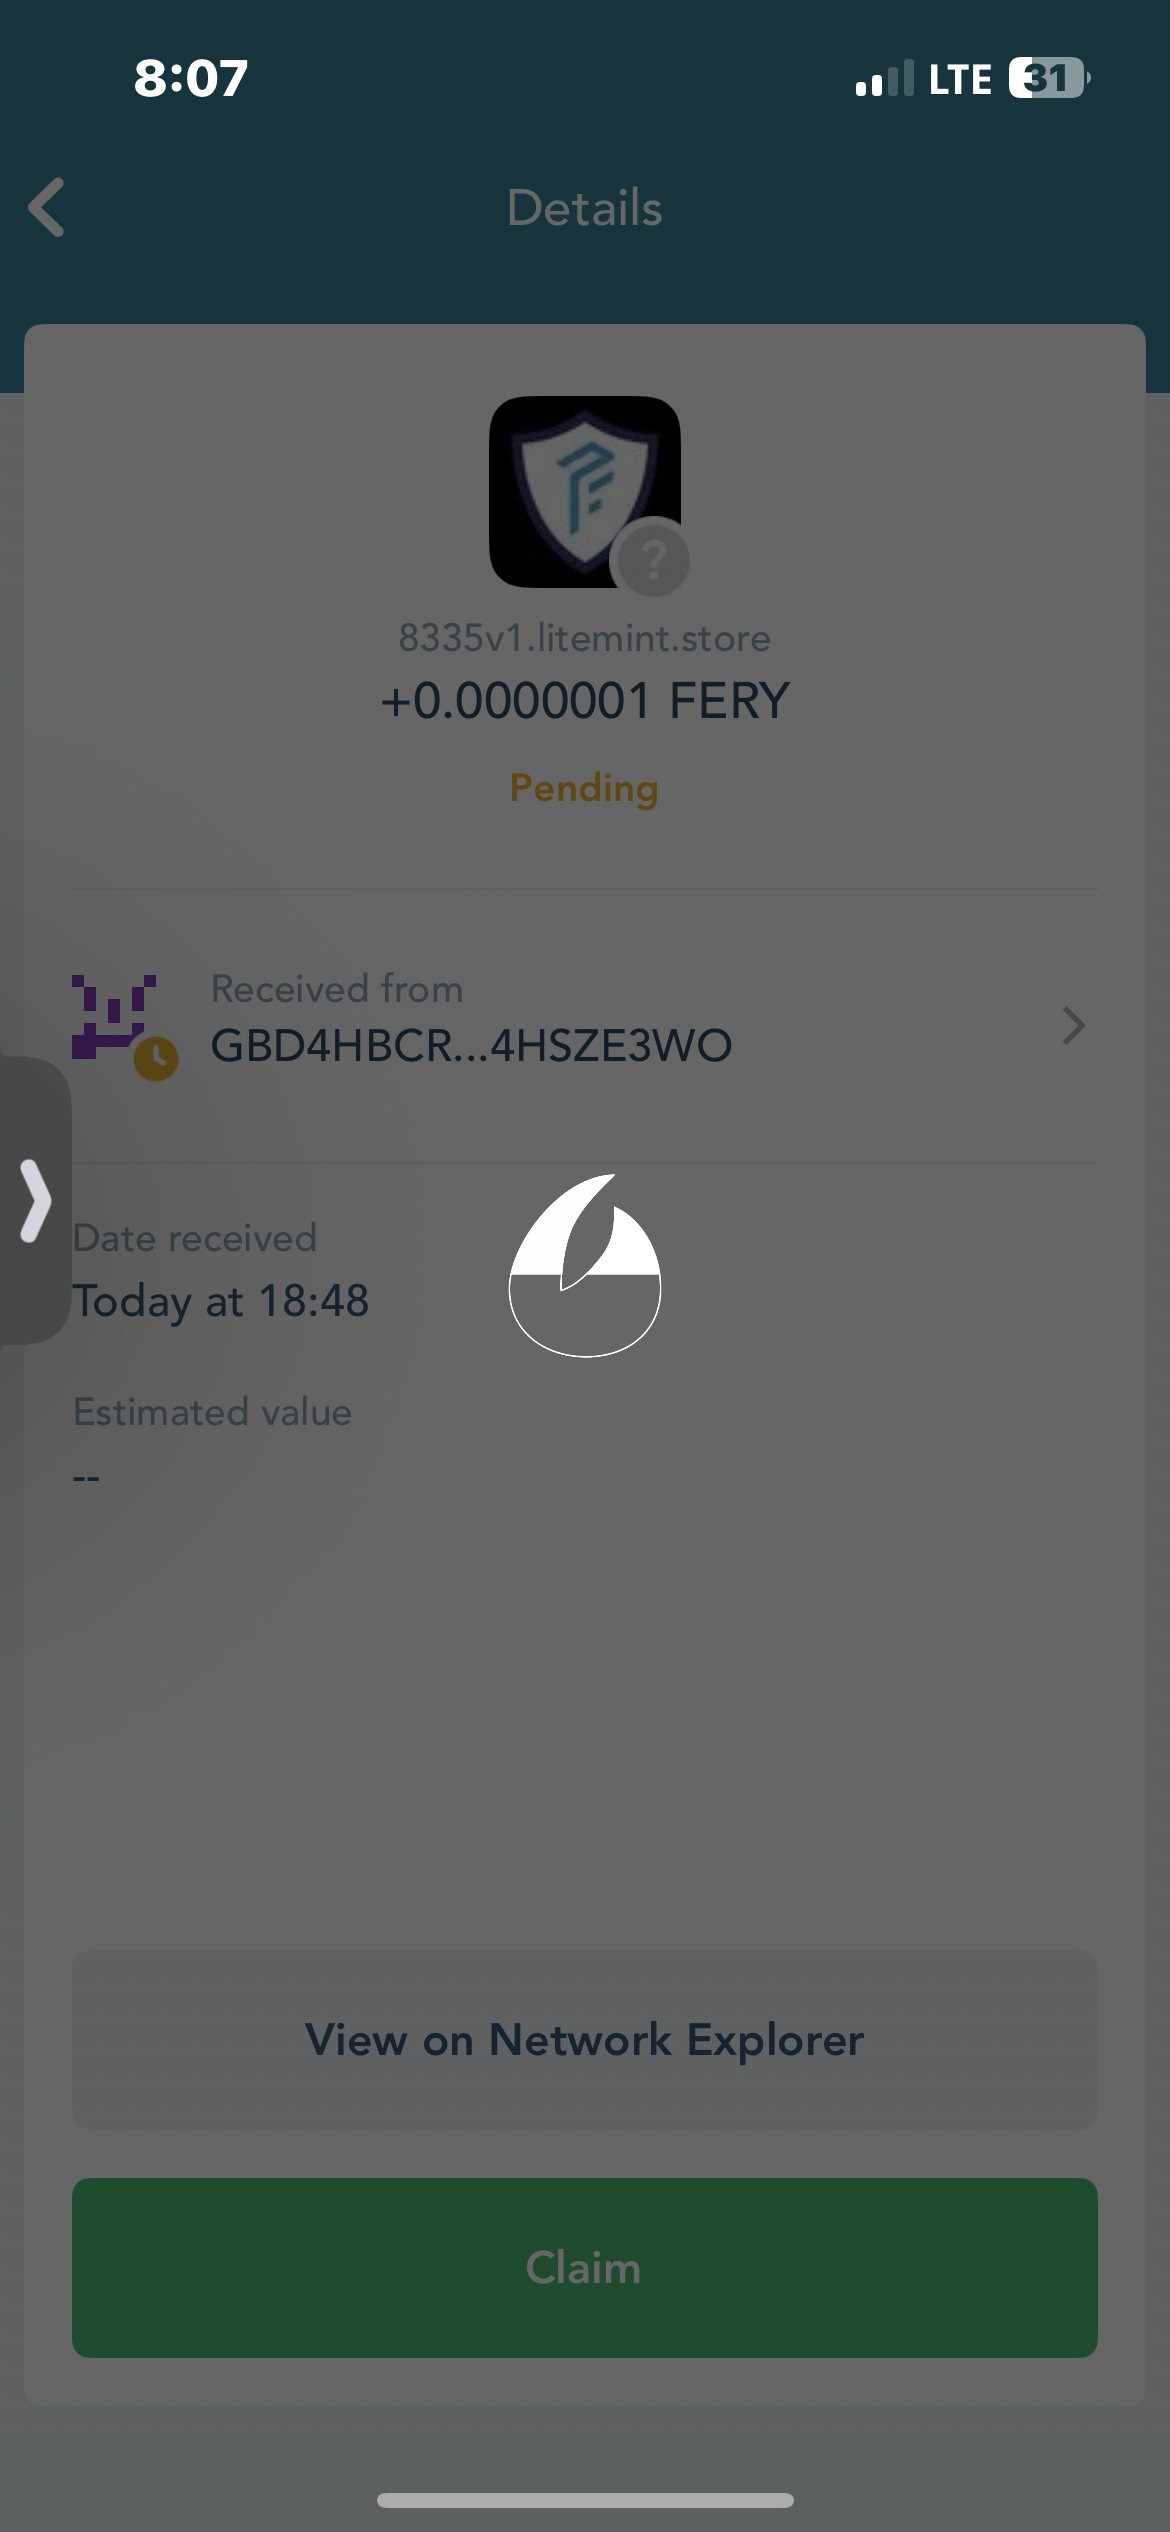 8:07
LTE
31
Details
?
8335v1.litemint.store
+0.0000001 FERY
Pending
Received from
GBD4HBCR...4HSZE3WO
Date received
Today at 18:48
Estimated value
--
View on Network Explorer
Claim